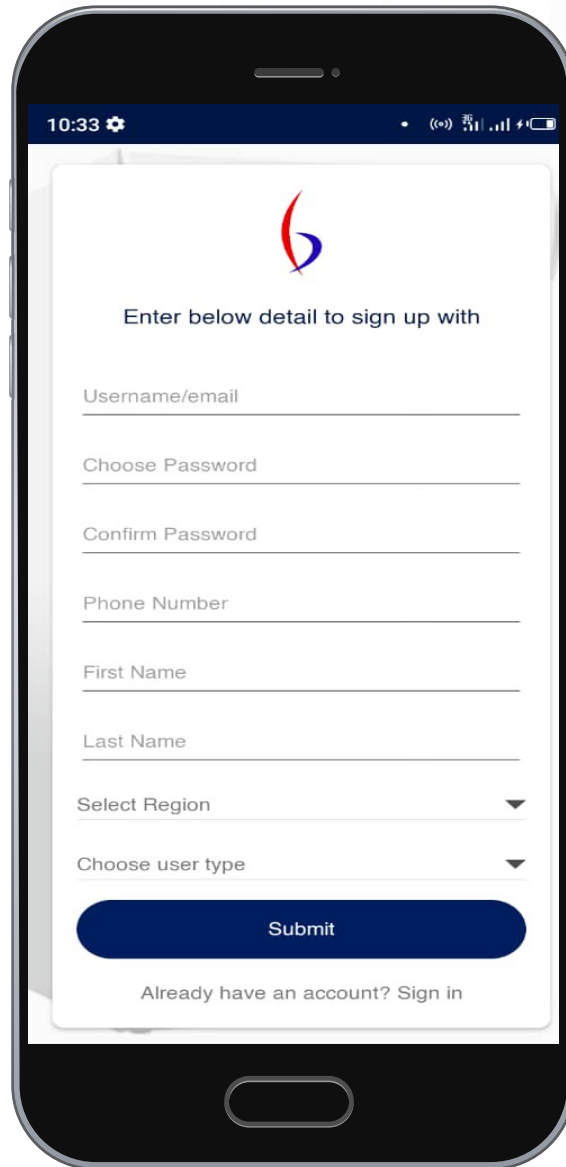 10:33
3G
Enter below detail to sign up with
Username/email
Choose Password
Confirm Password
Phone Number
First Name
Last Name
Select Region
Choose user type
Submit
Already have an account? Sign in